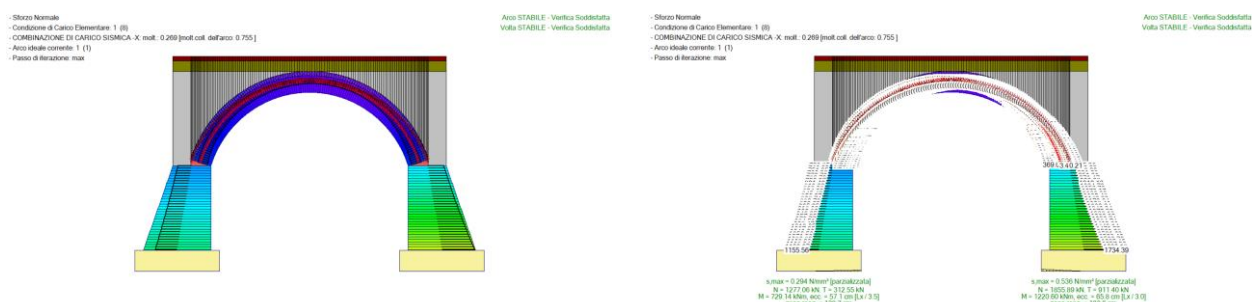 - Sforzo Normale
- Condizione di Carico Elementare: 1 (8)
- COMBINAZIONE DI CARICO SISMICA -X: molt.: 0.269 [molt.coll. dell'arco: 0.755 ]
- Arco ideale corrente: 1 (1)
- Passo di iterazione: max
Arco STABILE - Verifica Soddisfatta
Volta STABILE - Verifica Soddisfatta
- Sforzo Normale
- Condizione di Carico Elementare: 1 (8)
- COMBINAZIONE DI CARICO SISMICA -X: molt.: 0.269 [molt.coll. dell'arco: 0.755 ]
- Arco ideale corrente: 1 (1)
- Passo di iterazione: max
Arco STABILE - Verifica Soddisfatta
Volta STABILE - Verifica Soddisfatta
1155.56
1734.39
s,max = 0.294 N/mm² [parzializzata]
N = 1277.06 kN, T = 312.55 kN
M = 729.14 kNm, ecc. = 57.1 cm [Lx / 3.5]
s,max = 0.536 N/mm² [parzializzata]
N = 1855.89 kN, T = 911.40 kN
M = 1220.60 kNm, ecc. = 65.8 cm [Lx / 3.0]